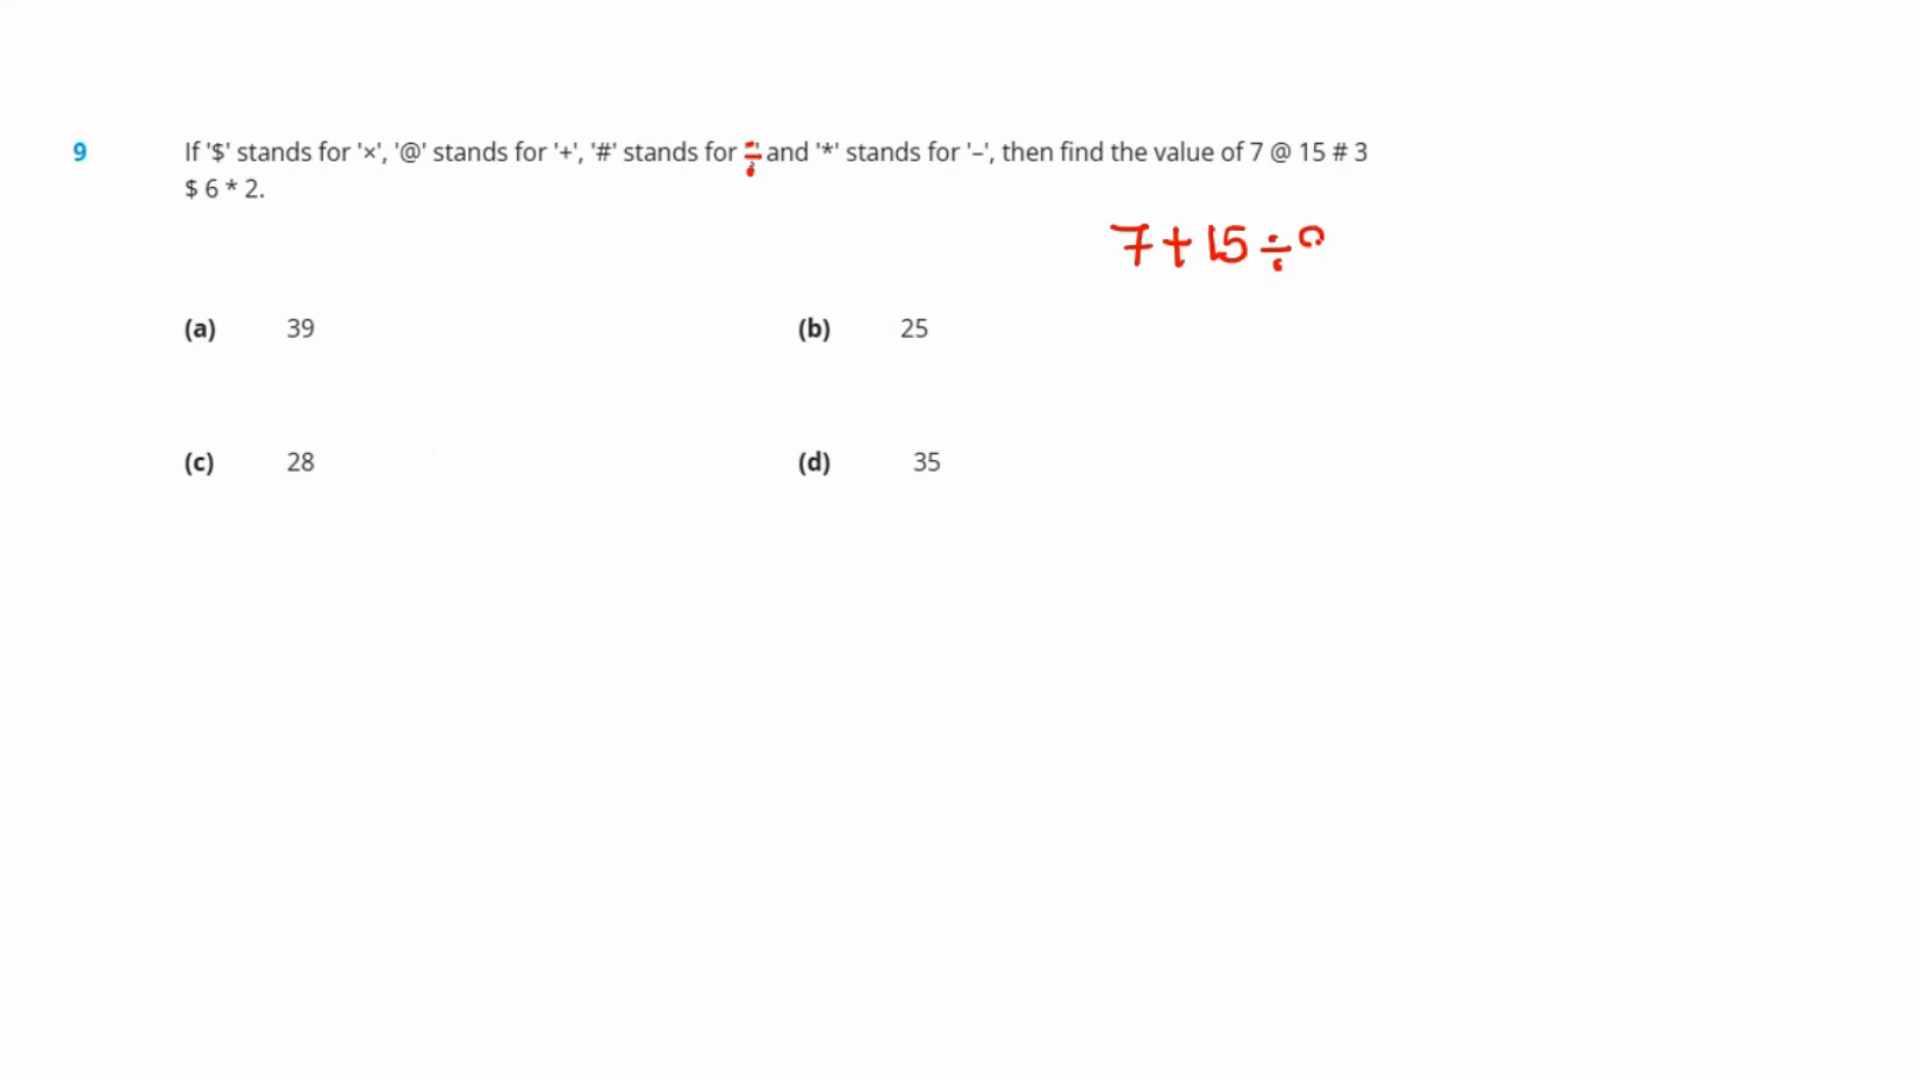 9 If '$' stands for '×', '@' stands for '+', '#' stands for ÷' and '*' stands for '–', then find the value of 7 @ 15 # 3
$ 6 * 2.
7+15÷
(a) 39 (b) 25
(c) 28 (d) 35